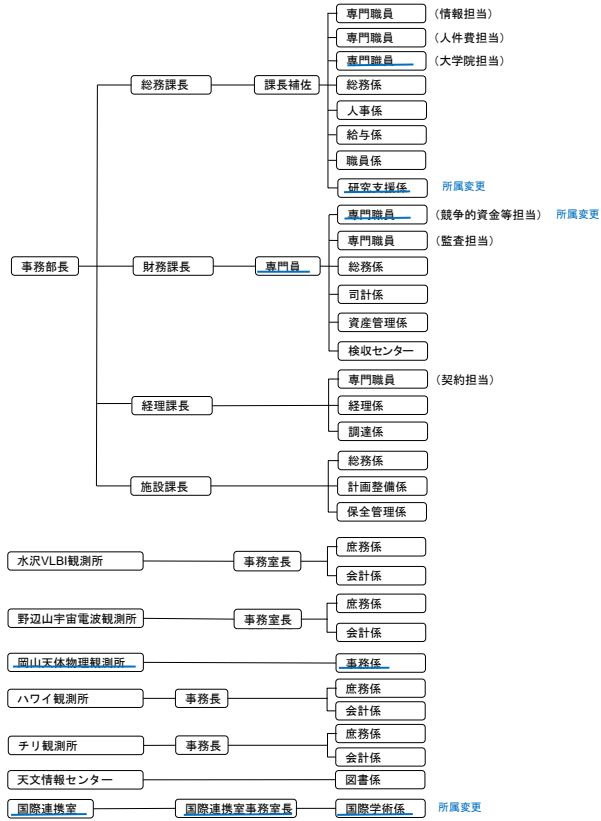 専門職員 （情報担当）
専門職員 （人件費担当）
専門職員 （大学院担当）
総務課長 課長補佐 総務係
人事係
給与係
職員係
研究支援係 所属変更
専門職員 （競争的資金等担当） 所属変更
専門職員 （監査担当）
事務部長 財務課長 専門員 総務係
司計係
資産管理係
検収センター
専門職員 （契約担当）
経理課長 経理係
調達係
総務係
施設課長 計画整備係
保全管理係
庶務係
水沢VLBI観測所 事務室長
会計係
庶務係
野辺山宇宙電波観測所 事務室長
会計係
岡山天体物理観測所 事務係
庶務係
ハワイ観測所 事務長
会計係
庶務係
チリ観測所 事務長
会計係
天文情報センター 図書係
国際連携室 国際連携室事務室長 国際学術係 所属変更